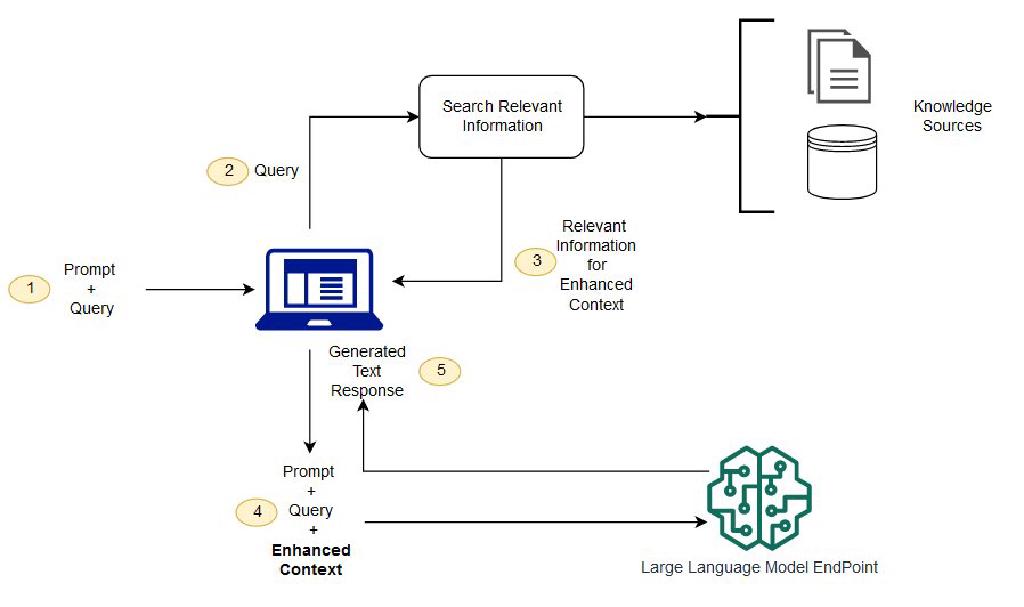 Search Relevant
Information
Knowledge
Sources
2 Query
Relevant
Information
for
Enhanced
Context
3
1
Prompt
+
Query
Generated
Text
Response
5
Prompt
+
Query
+
Enhanced
Context
4
Large Language Model EndPoint